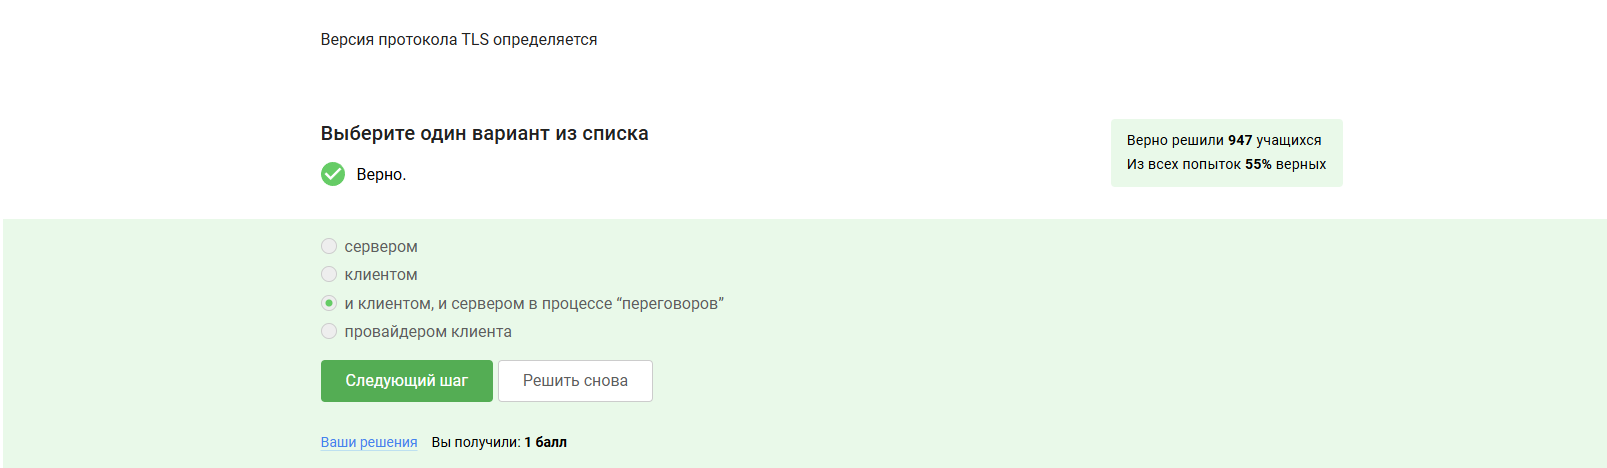 Версия протокола TLS определяется
Выберите один вариант из списка
Верно.
Верно решили 947 учащихся
Из всех попыток 55% верных
сервером
клиентом
и клиентом, и сервером в процессе “переговоров”
провайдером клиента
Следующий шаг
Решить снова
Ваши решения Вы получили: 1 балл